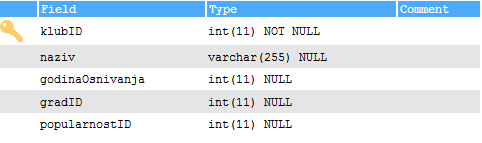 Field Type Comment
klubID int(11) NOT NULL
naziv varchar(255) NULL
godinaOsnivanja int(11) NULL
gradID int(11) NULL
popularnostID int(11) NULL